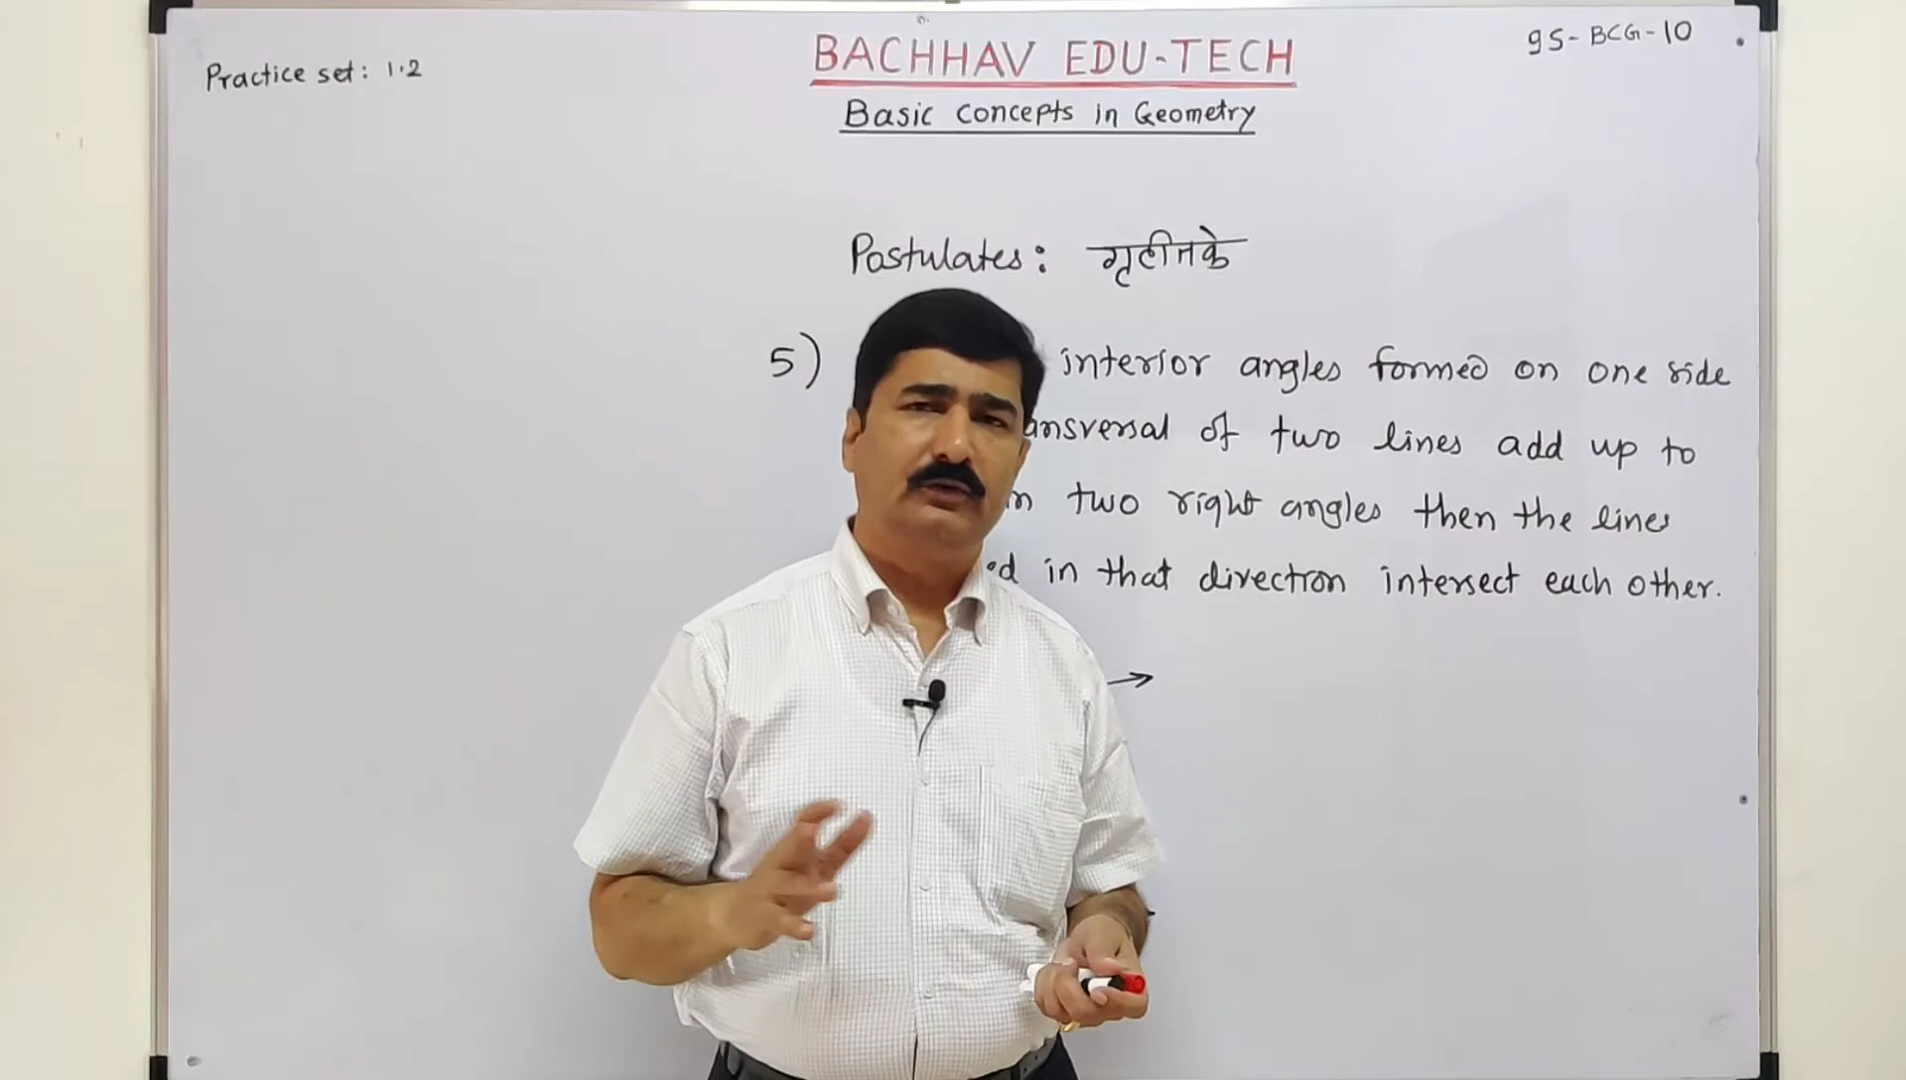 Practice set: 1.2
BACHHAV EDU-TECH
9S-BCG-10
Basic concepts in Geometry
Postulates: गृहीतके
5) interior angles formed on one side
ansversal of two lines add up to
n two right angles then the lines
ed in that direction intersect each other.